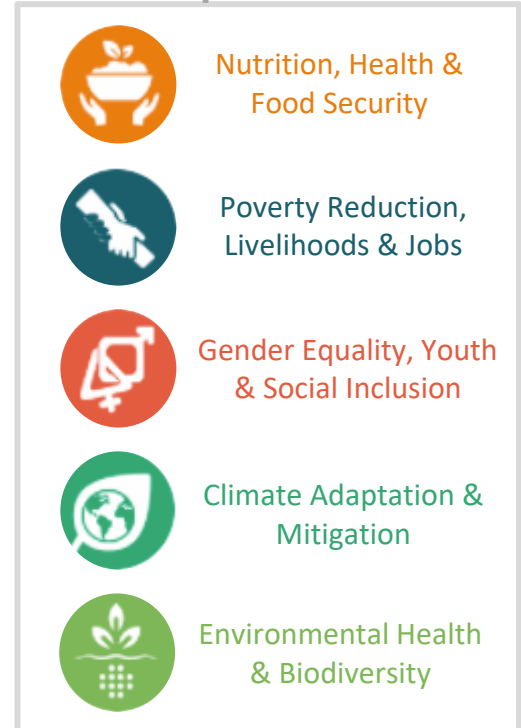 Nutrition, Health &
Food Security
Poverty Reduction,
Livelihoods & Jobs
Gender Equality, Youth
& Social Inclusion
Climate Adaptation &
Mitigation
Environmental Health
& Biodiversity